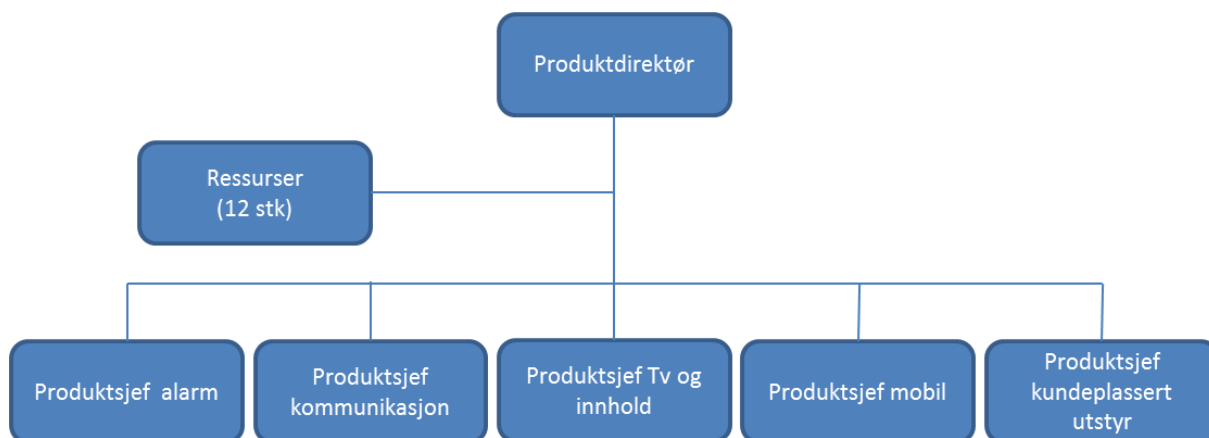 Produktdirektør
Ressurser
(12 stk)
Produktsjef alarm
Produktsjef
kommunikasjon
Produktsjef Tv og
innhold
Produktsjef mobil
Produktsjef
kundeplassert
utstyr